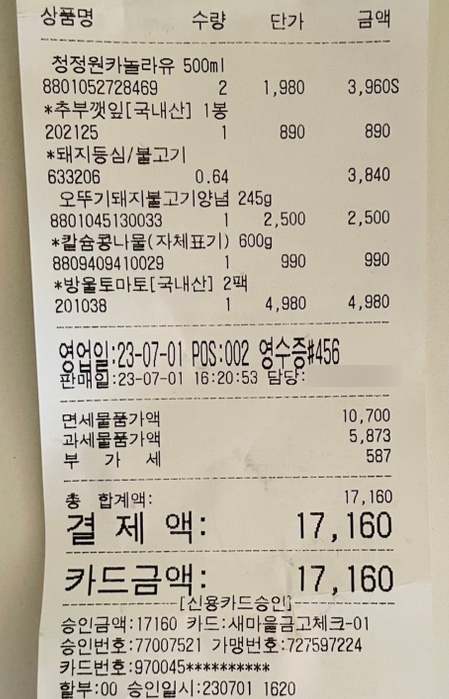 상품명 수량 단가 금액
청정원카놀라유 500ml
8801052728469 2 1,980 3,960S
*추부깻잎[국내산] 1봉
202125 1 890 890
*돼지등심/불고기
633206 0.64 3,840
오뚜기돼지불고기양념 245g
8801045130033 1 2,500 2,500
*칼슘콩나물(자체표기) 600g
8809409410029 1 990 990
*방울토마토[국내산] 2팩
201038 1 4,980 4,980
영업일:23-07-01 POS:002 영수증#456
판매일:23-07-01 16:20:53 담당:
면세물품가액 10,700
과세물품가액 5,873
부 가 세 587
총 합계액: 17,160
결 제 액: 17,160
카드금액: 17,160
[신용카드승인]
승인금액:17160 카드:새마을금고체크-01
승인번호:77007521 가맹번호:727597224
카드번호:970045**********
할부:00 승인일시:230701 1620